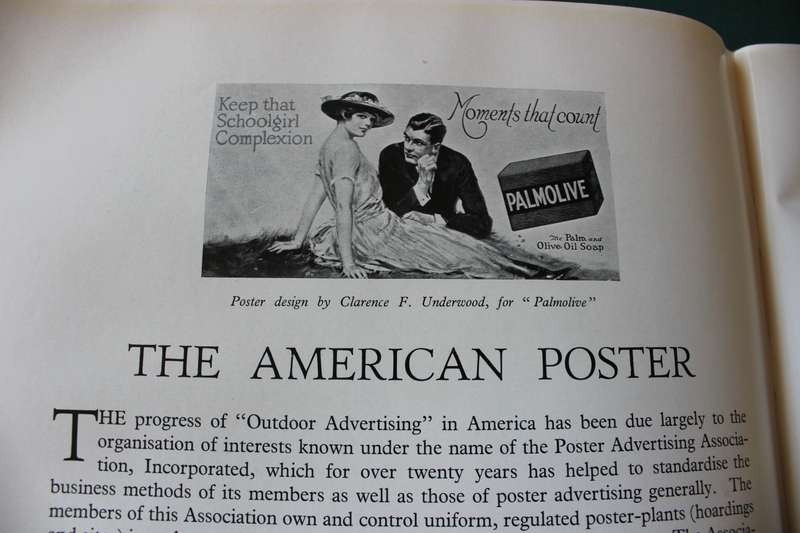 Keep that
Schoolgirl
Complexion
Moments that count
PALMOLIVE
The Palm and
Olive Oil Soap
Poster design by Clarence F. Underwood, for “Palmolive”
THE AMERICAN POSTER
THE progress of “Outdoor Advertising” in America has been due largely to the
organisation of interests known under the name of the Poster Advertising Associa-
tion, Incorporated, which for over twenty years has helped to standardise the
business methods of its members as well as those of poster advertising generally. The
members of this Association own and control uniform, regulated poster-plants (hoardings